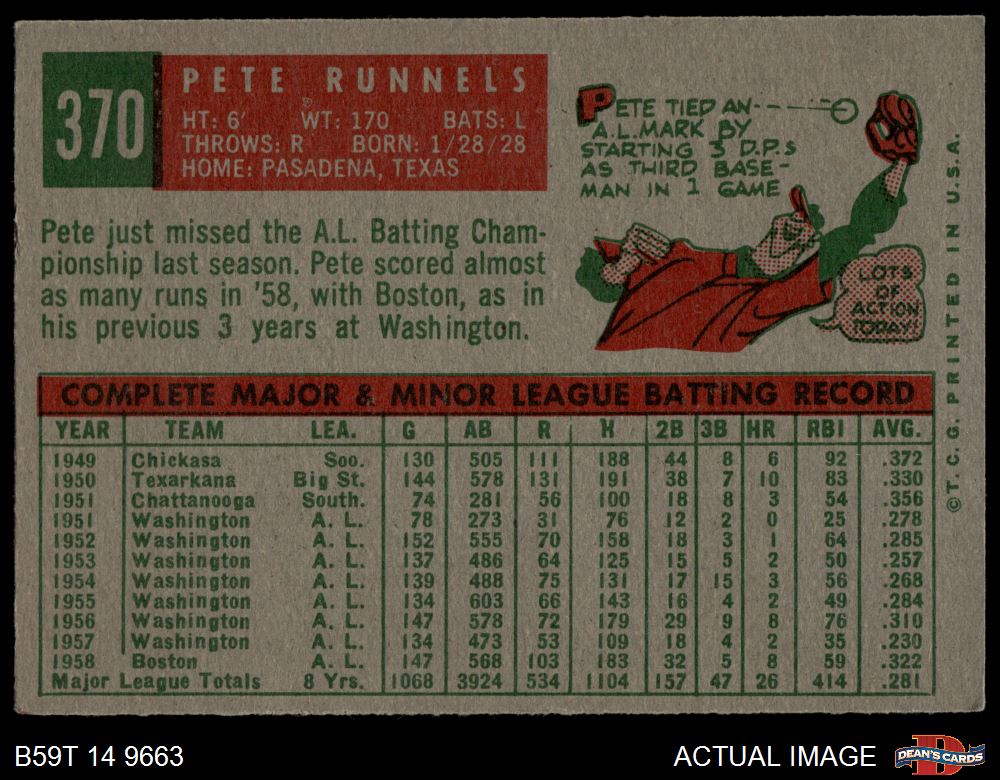 370
PETE RUNNELS
HT: 6' WT: 170 BATS: L
THROWS: R BORN: 1/28/28
HOME: PASADENA, TEXAS
PETE TIED AN
A.L. MARK BY
STARTING 3 D.P.S
AS THIRD BASE-
MAN IN 1 GAME
LOTS
OF
ACTION
TODAY!
Pete just missed the A.L. Batting Cham-
pionship last season. Pete scored almost
as many runs in '58, with Boston, as in
his previous 3 years at Washington.
COMPLETE MAJOR & MINOR LEAGUE BATTING RECORD
YEAR TEAM LEA. G AB R H 2B 3B HR RBI AVG.
1949 Chickasa Soo. 130 505 111 188 44 8 6 92 .372
1950 Texarkana Big St. 144 578 131 191 38 7 10 83 .330
1951 Chattanooga South. 74 281 56 100 18 8 3 54 .356
1951 Washington A. L. 78 273 31 76 12 2 0 25 .278
1952 Washington A. L. 152 555 70 158 18 3 1 64 .285
1953 Washington A. L. 137 486 64 125 15 5 2 50 .257
1954 Washington A. L. 139 488 75 131 17 15 3 56 .268
1955 Washington A. L. 134 603 66 143 16 4 2 49 .284
1956 Washington A. L. 147 578 72 179 29 9 8 76 .310
1957 Washington A. L. 134 473 53 109 18 4 2 35 .230
1958 Boston A. L. 147 568 103 183 32 5 8 59 .322
Major League Totals 8 Yrs. 1068 3924 534 1104 157 47 26 414 .281
©T. C. G. PRINTED IN U.S.A.
B59T 14 9663
ACTUAL IMAGE
D
DEAN'S CARDS